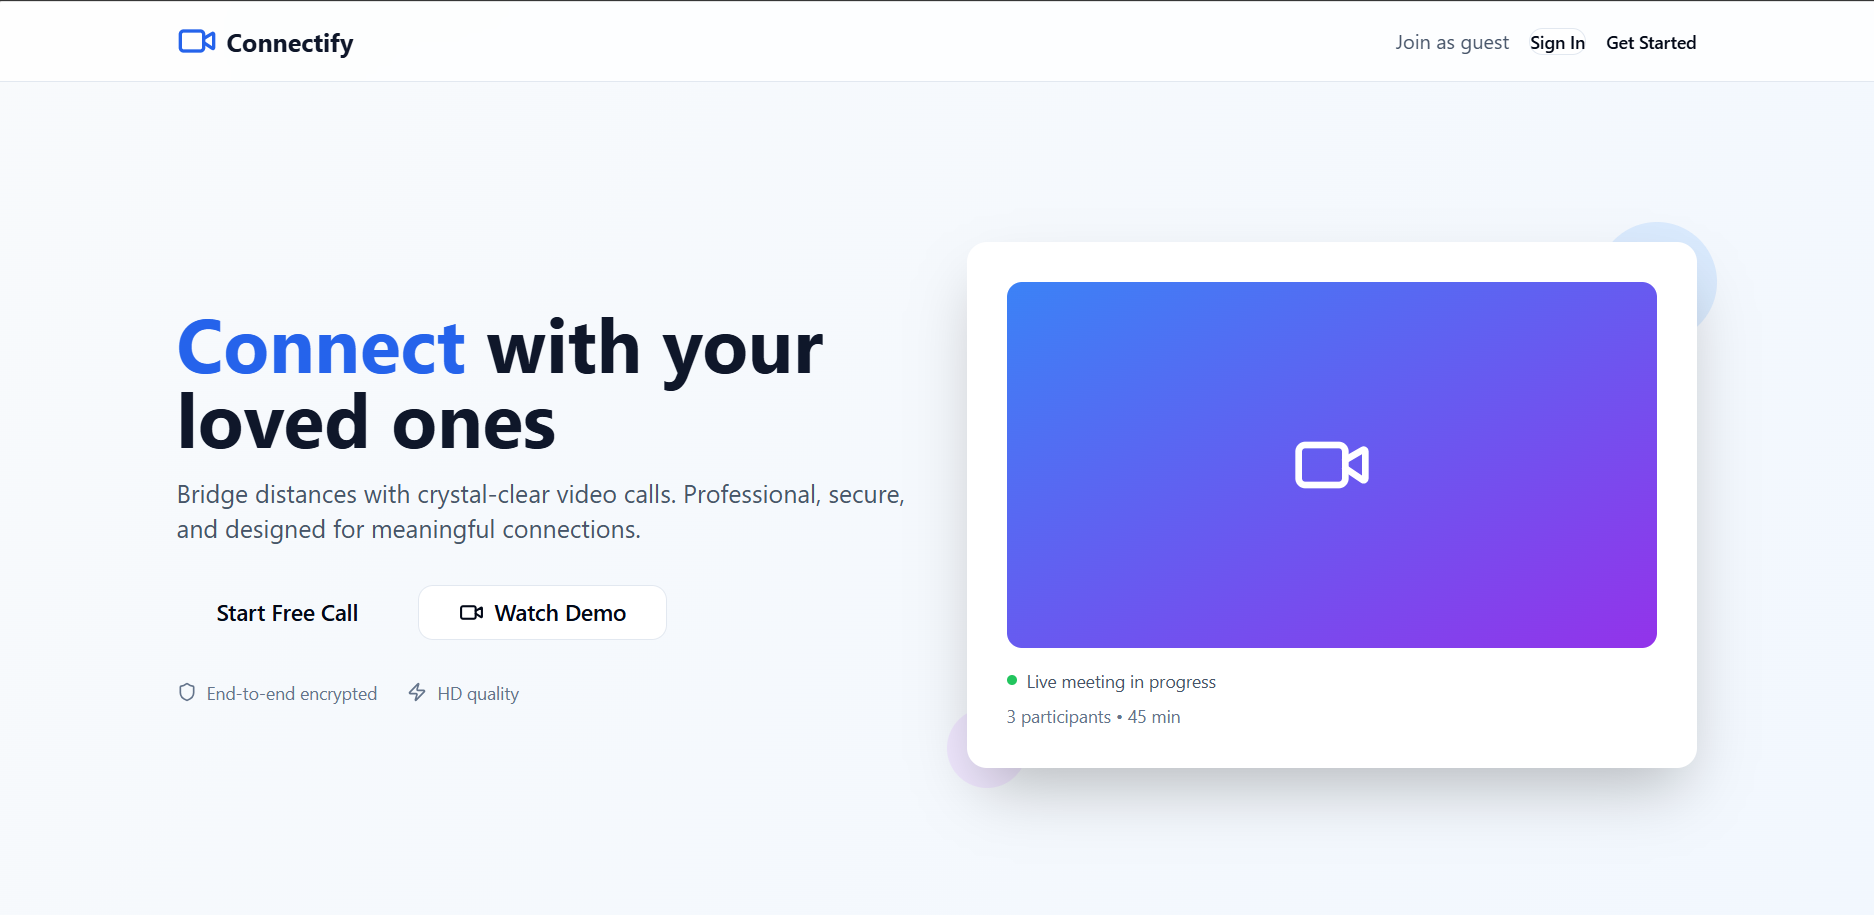 Connectify
Join as guest
Sign In
Get Started
Connect with your
loved ones
Bridge distances with crystal-clear video calls. Professional, secure,
and designed for meaningful connections.
Start Free Call
Watch Demo
End-to-end encrypted
HD quality
Live meeting in progress
3 participants • 45 min